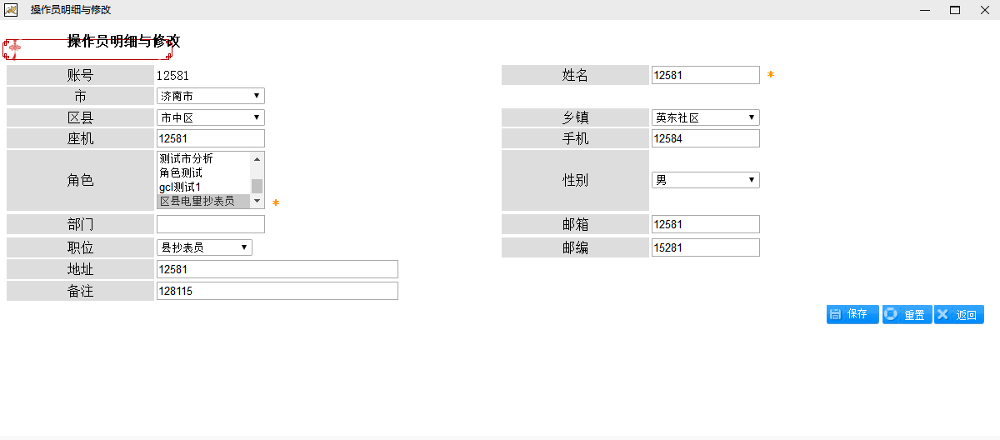 操作员明细与修改
操作员明细与修改
账号 12581 姓名 12581 *
市 济南市
区县 市中区 乡镇 英东社区
座机 12581 手机 12584
角色 测试市分析
角色测试
gcl测试1
区县电量抄表员 *
性别 男
部门 邮箱 12581
职位 县抄表员 邮编 15281
地址 12581
备注 128115
保存 重置 返回